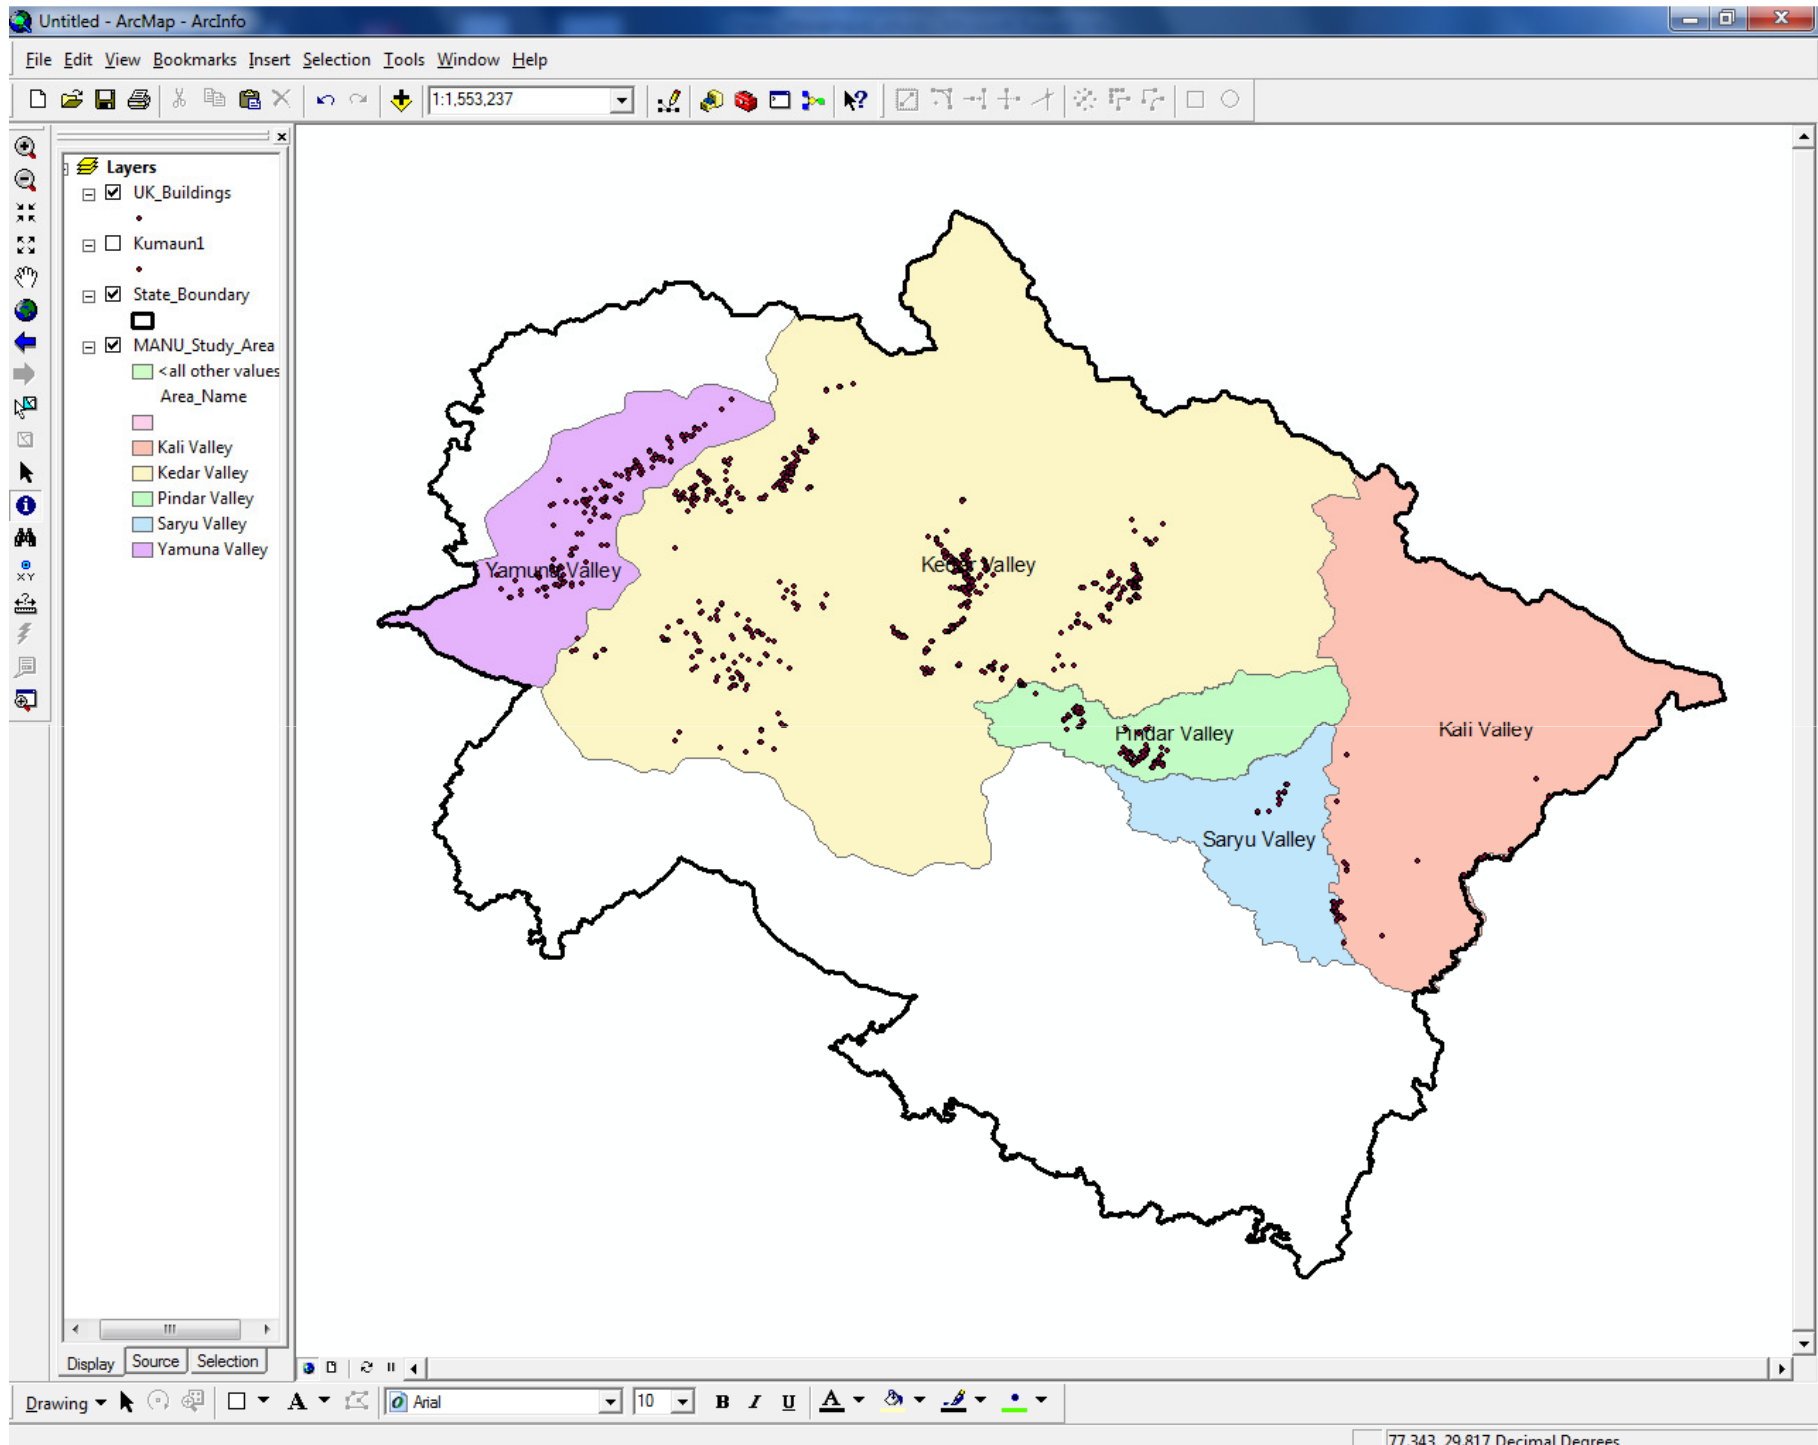 Untitled - ArcMap - ArcInfo
File Edit View Bookmarks Insert Selection Tools Window Help
1:1,553,237
Layers
UK_Buildings
Kumaun1
State_Boundary
MANU_Study_Area
<all other values
Area_Name
Kali Valley
Kedar Valley
Pindar Valley
Saryu Valley
Yamuna Valley
Yamuna Valley
Kedar Valley
Pindar Valley
Kali Valley
Saryu Valley
Display Source Selection
Drawing Arial 10 B I U A
77.343 29.817 Decimal Degrees